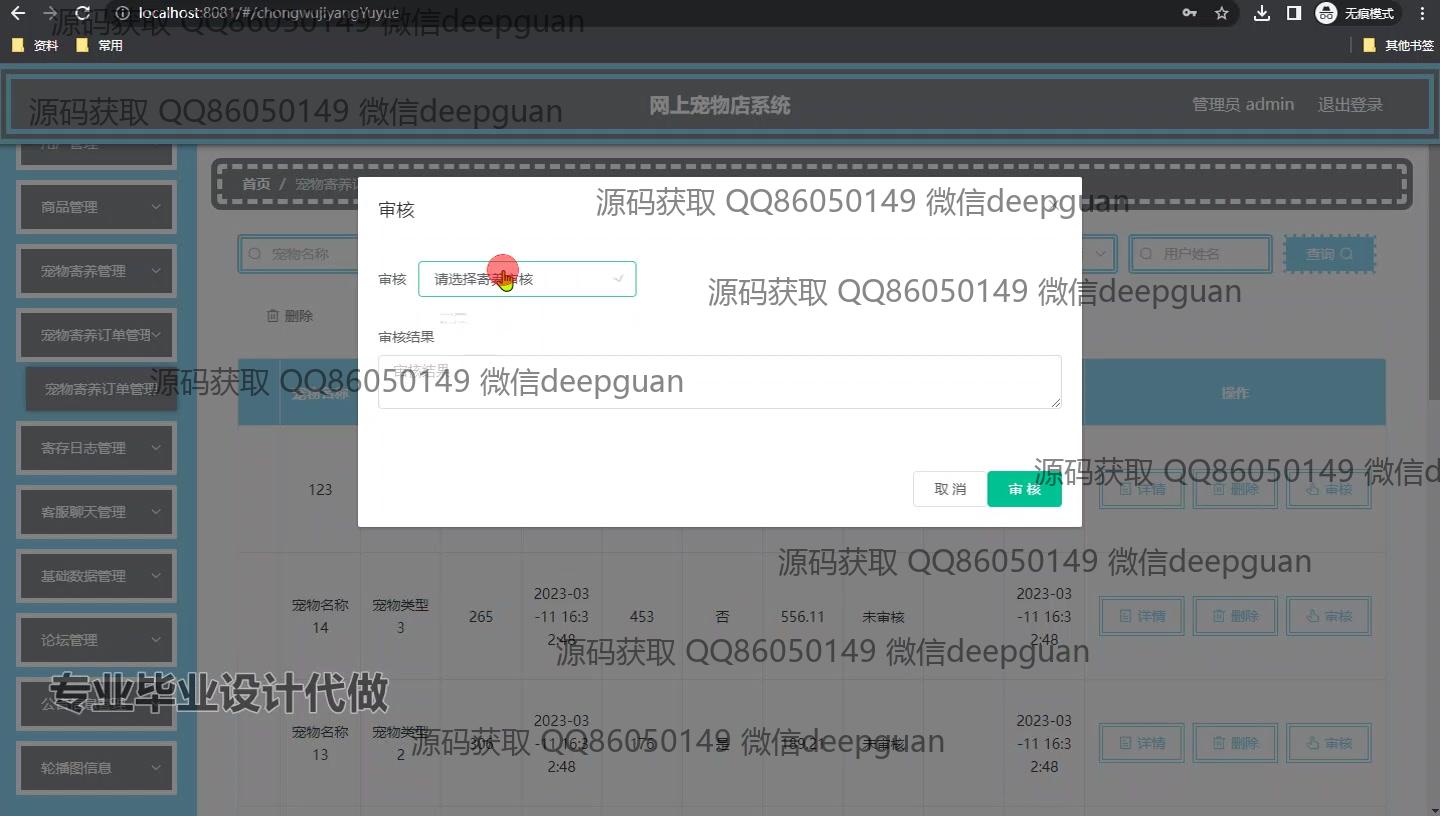 localhost:8081/#/chongwujiyangYuyue
无痕模式
源码获取 QQ86050149 微信deepguan
资料
常用
其他书签
源码获取 QQ86050149 微信deepguan
网上宠物店系统
管理员 admin
退出登录
用户管理
商品管理
宠物寄养管理
宠物寄养订单管理
宠物寄养订单管理
寄存日志管理
客服聊天管理
基础数据管理
论坛管理
轮播图信息
专业毕业设计代做
首页 / 宠物寄养
宠物名称
用户姓名
查询
删除
审核
源码获取 QQ86050149 微信deepguan
审核
请选择寄养审核
源码获取 QQ86050149 微信deepguan
审核结果
审核结果
源码获取 QQ86050149 微信deepguan
取 消
审 核
宠物名称
操作
源码获取 QQ86050149 微信d
123
详情
删除
审核
源码获取 QQ86050149 微信deepguan
宠物名称
14
宠物类型
3
265
2023-03
-11 16:3
2:48
453
否
556.11
未审核
2023-03
-11 16:3
2:48
详情
删除
审核
源码获取 QQ86050149 微信deepguan
宠物名称
13
宠物类型
2
306
2023-03
-11 16:3
2:48
是
未审核
2023-03
-11 16:3
2:48
详情
删除
审核
源码获取 QQ86050149 微信deepguan